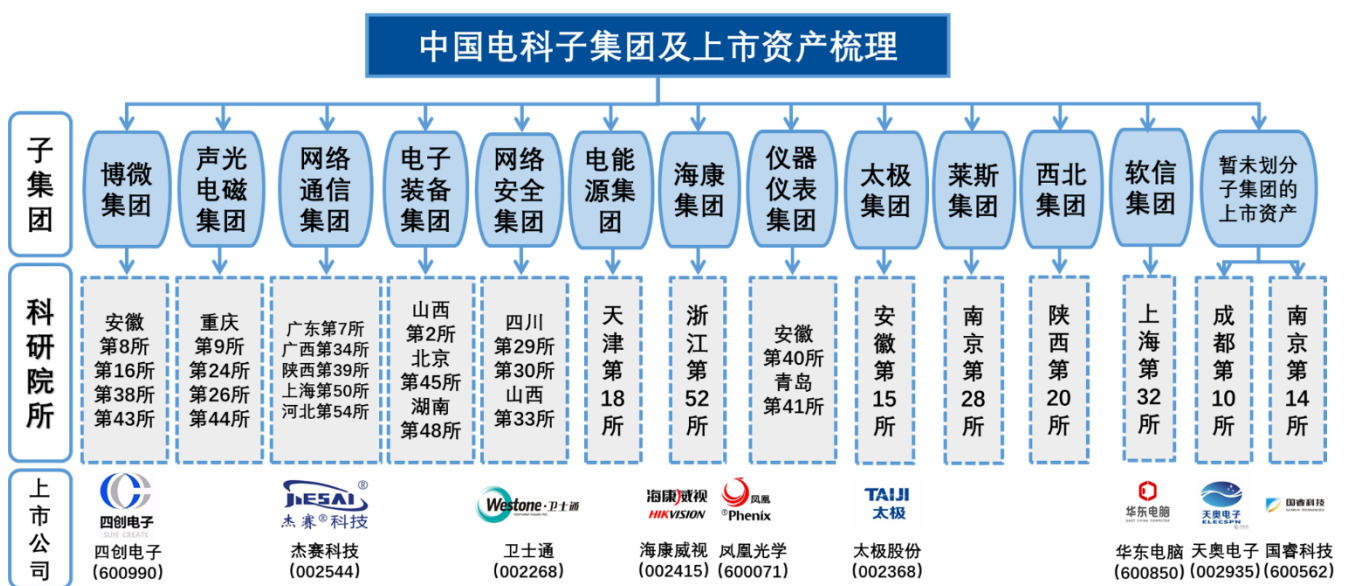 中国电科子集团及上市资产梳理
子
集
团
博微
集团
声光
电磁
集团
网络
通信
集团
电子
装备
集团
网络
安全
集团
电能
源集
团
海康
集团
仪器
仪表
集团
太极
集团
莱斯
集团
西北
集团
软信
集团
暂未划分
子集团的
上市资产
科
研
院
所
安徽
第8所
第16所
第38所
第43所
重庆
第9所
第24所
第26所
第44所
广东第7所
广西第34所
陕西第39所
上海第50所
河北第54所
山西
第2所
北京
第45所
湖南
第48所
四川
第29所
第30所
山西
第33所
天
津
第
18
所
浙
江
第
52
所
安徽
第40所
青岛
第41所
安
徽
第
15
所
南
京
第
28
所
陕
西
第
20
所
上
海
第
32
所
成
都
第
10
所
南
京
第
14
所
上
市
公
司
四创电子
SUN CREATE
四创电子
(600990)
JIESAI®
杰赛®科技
杰赛科技
(002544)
Westone·卫士通
卫士通
(002268)
海康威视
HIKVISION
海康威视
(002415)
凤凰
®Phenix
凤凰光学
(600071)
TAIJI
太极
太极股份
(002368)
华东电脑
EAST CHINA COMPUTER
华东电脑
(600850)
天奥电子
ELECSPN
天奥电子
(002935)
国睿科技
国睿科技
(600562)